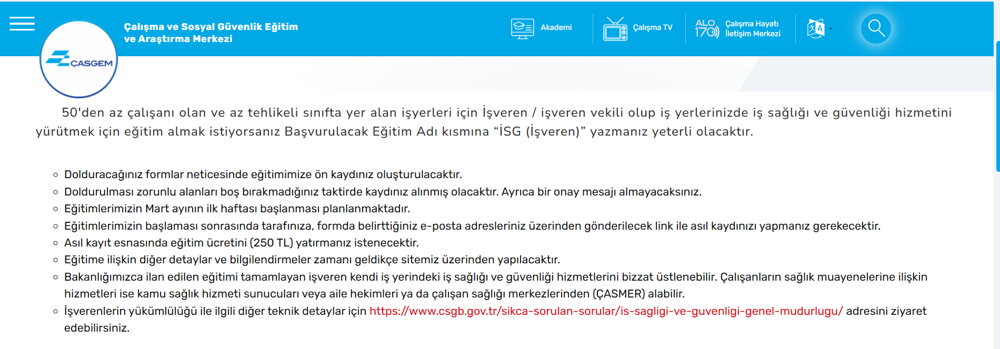 Çalışma ve Sosyal Güvenlik Eğitim
ve Araştırma Merkezi
Akademi
Çalışma TV
ALO
170
Çalışma Hayatı
İletişim Merkezi
A
ÇASGEM
50'den az çalışanı olan ve az tehlikeli sınıfta yer alan işyerleri için İşveren / işveren vekili olup iş yerlerinizde iş sağlığı ve güvenliği hizmetini
yürütmek için eğitim almak istiyorsanız Başvurulacak Eğitim Adı kısmına “İSG (İşveren)” yazmanız yeterli olacaktır.
Dolduracağınız formlar neticesinde eğitimimize ön kaydınız oluşturulacaktır.
Doldurulması zorunlu alanları boş bırakmadığınız taktirde kaydınız alınmış olacaktır. Ayrıca bir onay mesajı almayacaksınız.
Eğitimlerimizin Mart ayının ilk haftası başlanması planlanmaktadır.
Eğitimlerimizin başlaması sonrasında tarafınıza, formda belirttiğiniz e-posta adresleriniz üzerinden gönderilecek link ile asıl kaydınızı yapmanız gerekecektir.
Asıl kayıt esnasında eğitim ücretini (250 TL) yatırmanız istenecektir.
Eğitime ilişkin diğer detaylar ve bilgilendirmeler zamanı geldikçe sitemiz üzerinden yapılacaktır.
Bakanlığımızca ilan edilen eğitimi tamamlayan işveren kendi iş yerindeki iş sağlığı ve güvenliği hizmetlerini bizzat üstlenebilir. Çalışanların sağlık muayenelerine ilişkin
hizmetleri ise kamu sağlık hizmeti sunucuları veya aile hekimleri ya da çalışan sağlığı merkezlerinden (ÇASMER) alabilir.
İşverenlerin yükümlülüğü ile ilgili diğer teknik detaylar için https://www.csgb.gov.tr/sikca-sorulan-sorular/is-sagligi-ve-guvenligi-genel-mudurlugu/ adresini ziyaret
edebilirsiniz.